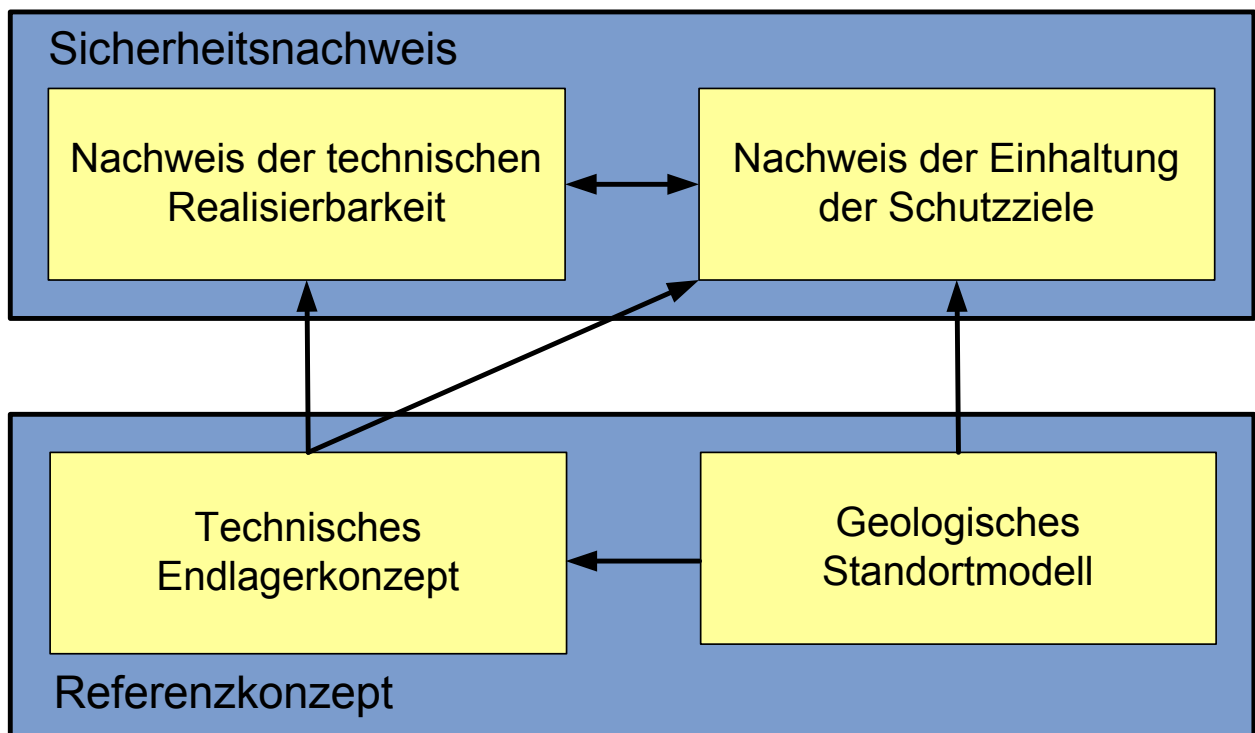 Sicherheitsnachweis
Nachweis der technischen
Realisierbarkeit
Nachweis der Einhaltung
der Schutzziele
Technisches
Endlagerkonzept
Geologisches
Standortmodell
Referenzkonzept